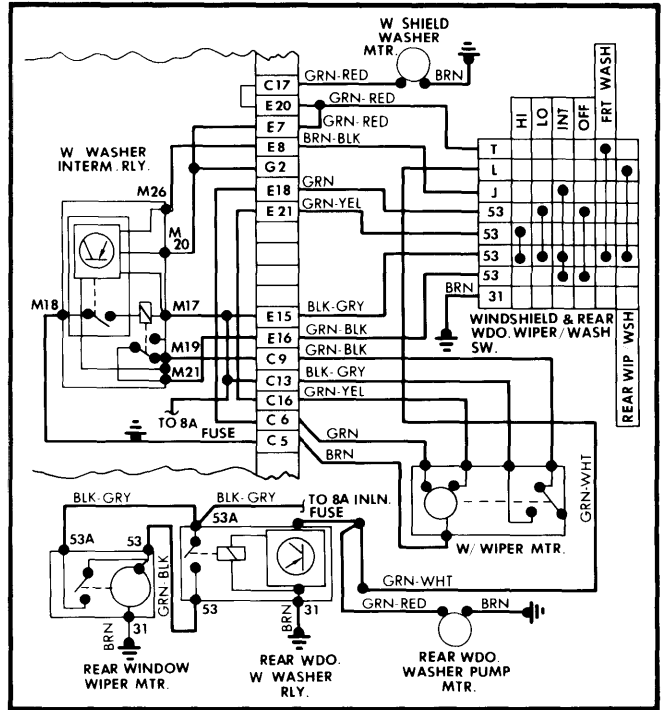 W SHIELD
WASHER
MTR.
GRN-RED
BRN
C17
E20
GRN-RED
E7
GRN-RED
E8
BRN-BLK
G2
E18
GRN
E21
GRN-YEL
E15
BLK-GRY
E16
GRN-BLK
C9
GRN-BLK
C13
BLK-GRY
C16
GRN-YEL
C6
GRN
C5
BRN
W WASHER
INTERM. RLY.
M26
M
20
M18
M17
M19
M21
TO 8A
FUSE
HI
LO
INT
OFF
FRT WASH
T
L
J
53
53
53
53
31
BRN
WINDSHIELD & REAR
WDO. WIPER/WASH
SW.
REAR WIP WSH
GRN-WHT
W/WIPER MTR.
BLK-GRY
BLK-GRY
TO 8A INLN.
FUSE
53A
53
53A
GRN-BLK
53
31
31
BRN
BRN
GRN-WHT
GRN-RED
BRN
REAR WINDOW
WIPER MTR.
REAR WDO.
W WASHER
RLY.
REAR WDO.
WASHER PUMP
MTR.